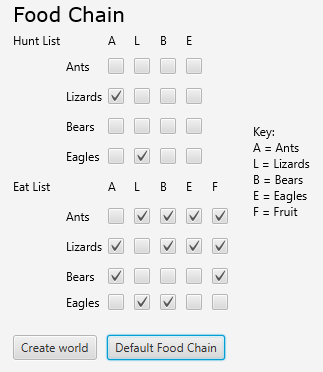 Food Chain
Hunt List A L B E
Ants
Lizards
Bears
Eagles
Key:
A = Ants
L = Lizards
B = Bears
E = Eagles
F = Fruit
Eat List A L B E F
Ants
Lizards
Bears
Eagles
Create world
Default Food Chain